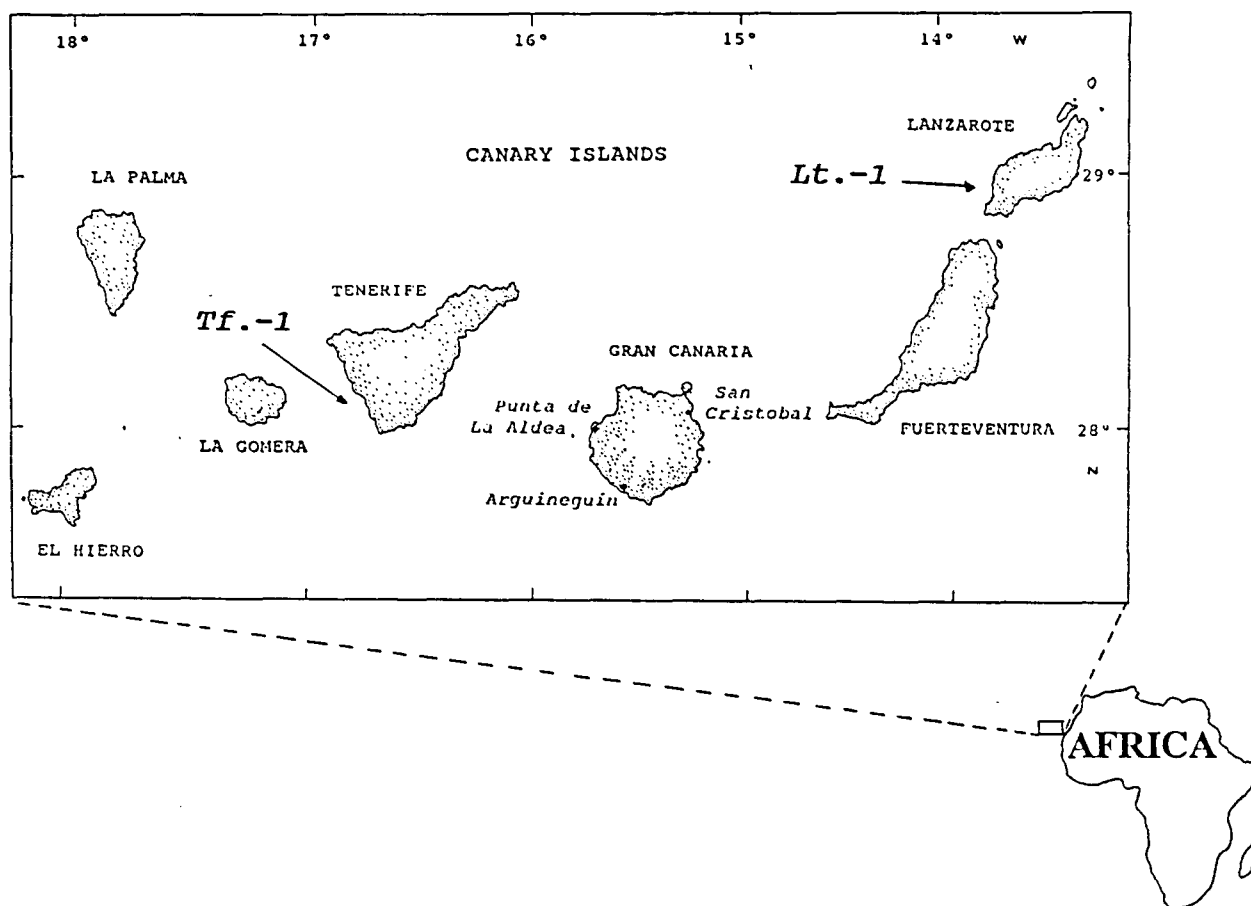 18° 17° 16° 15° 14° W
LANZAROTE
CANARY ISLANDS
LA PALMA
Lt.-1
29°
TENERIFE
Tf.-1
GRAN CANARIA
Punta de
La Aldea
San
Cristobal
LA GOMERA
FUERTEVENTURA
28°
N
Arguineguin
EL HIERRO
AFRICA